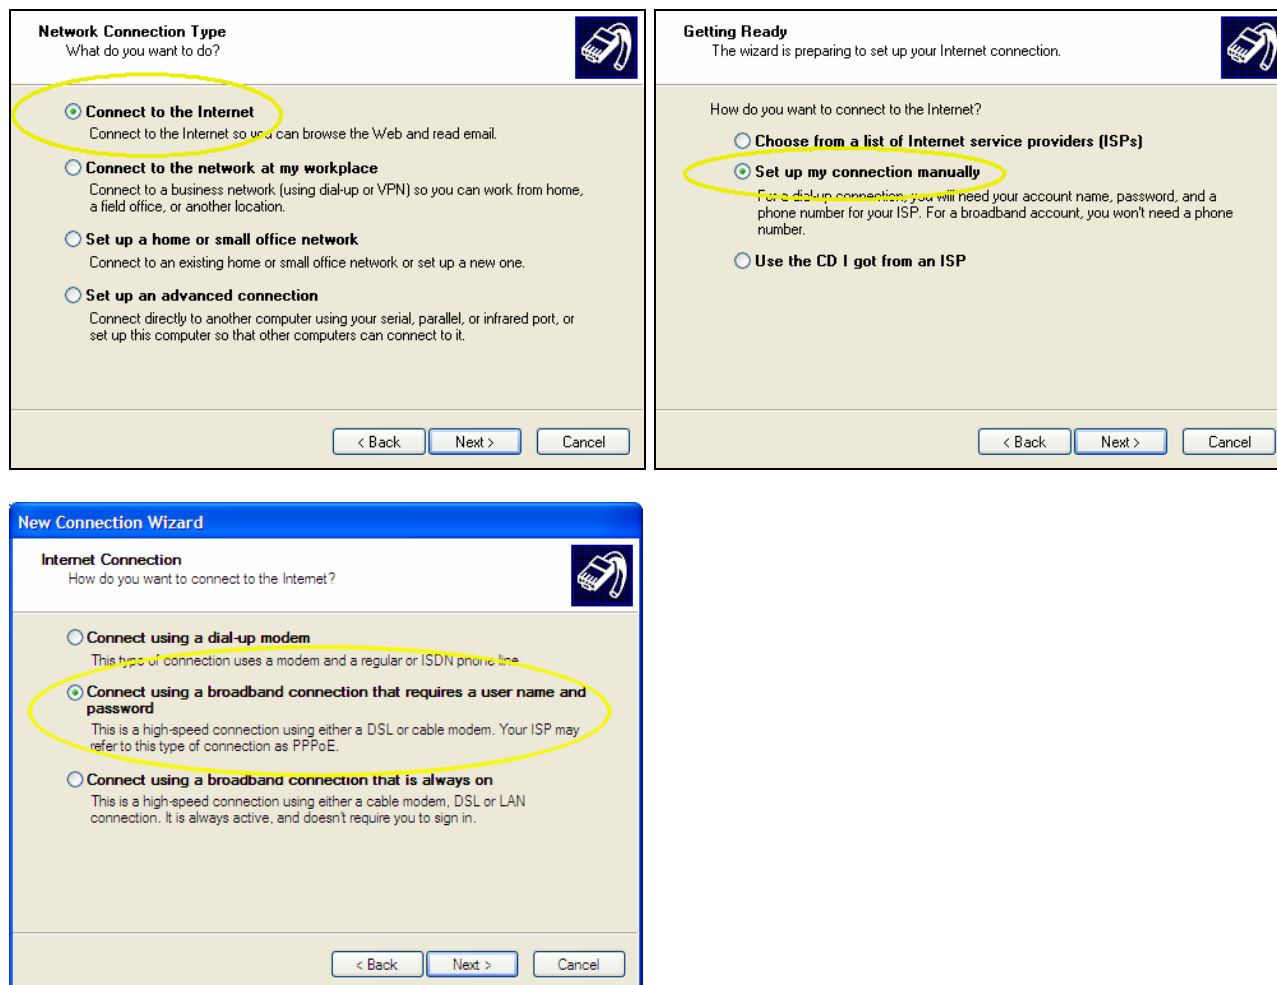 Network Connection Type
What do you want to do?
Connect to the Internet
Connect to the Internet so you can browse the Web and read email.
Connect to the network at my workplace
Connect to a business network (using dial-up or VPN) so you can work from home,
a field office, or another location.
Set up a home or small office network
Connect to an existing home or small office network or set up a new one.
Set up an advanced connection
Connect directly to another computer using your serial, parallel, or infrared port, or
set up this computer so that other computers can connect to it.
< Back Next > Cancel
Getting Ready
The wizard is preparing to set up your Internet connection.
How do you want to connect to the Internet?
Choose from a list of Internet service providers (ISPs)
Set up my connection manually
For a dial-up connection, you will need your account name, password, and a
phone number for your ISP. For a broadband account, you won't need a phone
number.
Use the CD I got from an ISP
< Back Next > Cancel
New Connection Wizard
Internet Connection
How do you want to connect to the Internet?
Connect using a dial-up modem
This type of connection uses a modem and a regular or ISDN phone line.
Connect using a broadband connection that requires a user name and
password
This is a high-speed connection using either a DSL or cable modem. Your ISP may
refer to this type of connection as PPPoE.
Connect using a broadband connection that is always on
This is a high-speed connection using either a cable modem, DSL or LAN
connection. It is always active, and doesn't require you to sign in.
< Back Next > Cancel